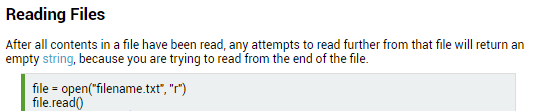 Reading Files
After all contents in a file have been read, any attempts to read further from that file will return an
empty string, because you are trying to read from the end of the file.
file = open("filename.txt", "r")
file.read()